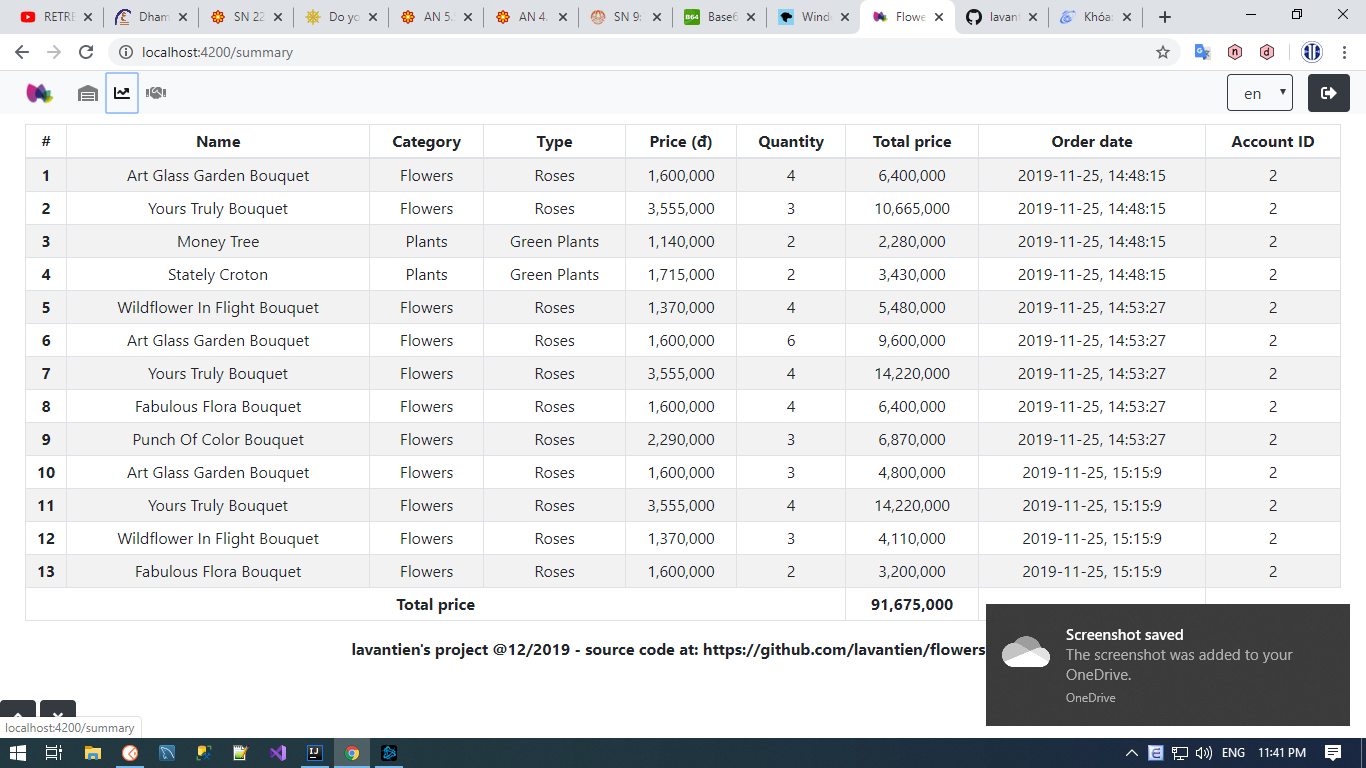 RETRE
Dham
SN 22
Do yo
AN 5.
AN 4.
SN 9:
Base6
Wind
Flowe
lavant
Khóa:
localhost:4200/summary
en
# Name Category Type Price (đ) Quantity Total price Order date Account ID
1 Art Glass Garden Bouquet Flowers Roses 1,600,000 4 6,400,000 2019-11-25, 14:48:15 2
2 Yours Truly Bouquet Flowers Roses 3,555,000 3 10,665,000 2019-11-25, 14:48:15 2
3 Money Tree Plants Green Plants 1,140,000 2 2,280,000 2019-11-25, 14:48:15 2
4 Stately Croton Plants Green Plants 1,715,000 2 3,430,000 2019-11-25, 14:48:15 2
5 Wildflower In Flight Bouquet Flowers Roses 1,370,000 4 5,480,000 2019-11-25, 14:53:27 2
6 Art Glass Garden Bouquet Flowers Roses 1,600,000 6 9,600,000 2019-11-25, 14:53:27 2
7 Yours Truly Bouquet Flowers Roses 3,555,000 4 14,220,000 2019-11-25, 14:53:27 2
8 Fabulous Flora Bouquet Flowers Roses 1,600,000 4 6,400,000 2019-11-25, 14:53:27 2
9 Punch Of Color Bouquet Flowers Roses 2,290,000 3 6,870,000 2019-11-25, 14:53:27 2
10 Art Glass Garden Bouquet Flowers Roses 1,600,000 3 4,800,000 2019-11-25, 15:15:9 2
11 Yours Truly Bouquet Flowers Roses 3,555,000 4 14,220,000 2019-11-25, 15:15:9 2
12 Wildflower In Flight Bouquet Flowers Roses 1,370,000 3 4,110,000 2019-11-25, 15:15:9 2
13 Fabulous Flora Bouquet Flowers Roses 1,600,000 2 3,200,000 2019-11-25, 15:15:9 2
Total price 91,675,000
lavantien's project @12/2019 - source code at: https://github.com/lavantien/flowers
Screenshot saved
The screenshot was added to your
OneDrive.
OneDrive
localhost:4200/summary
ENG 11:41 PM